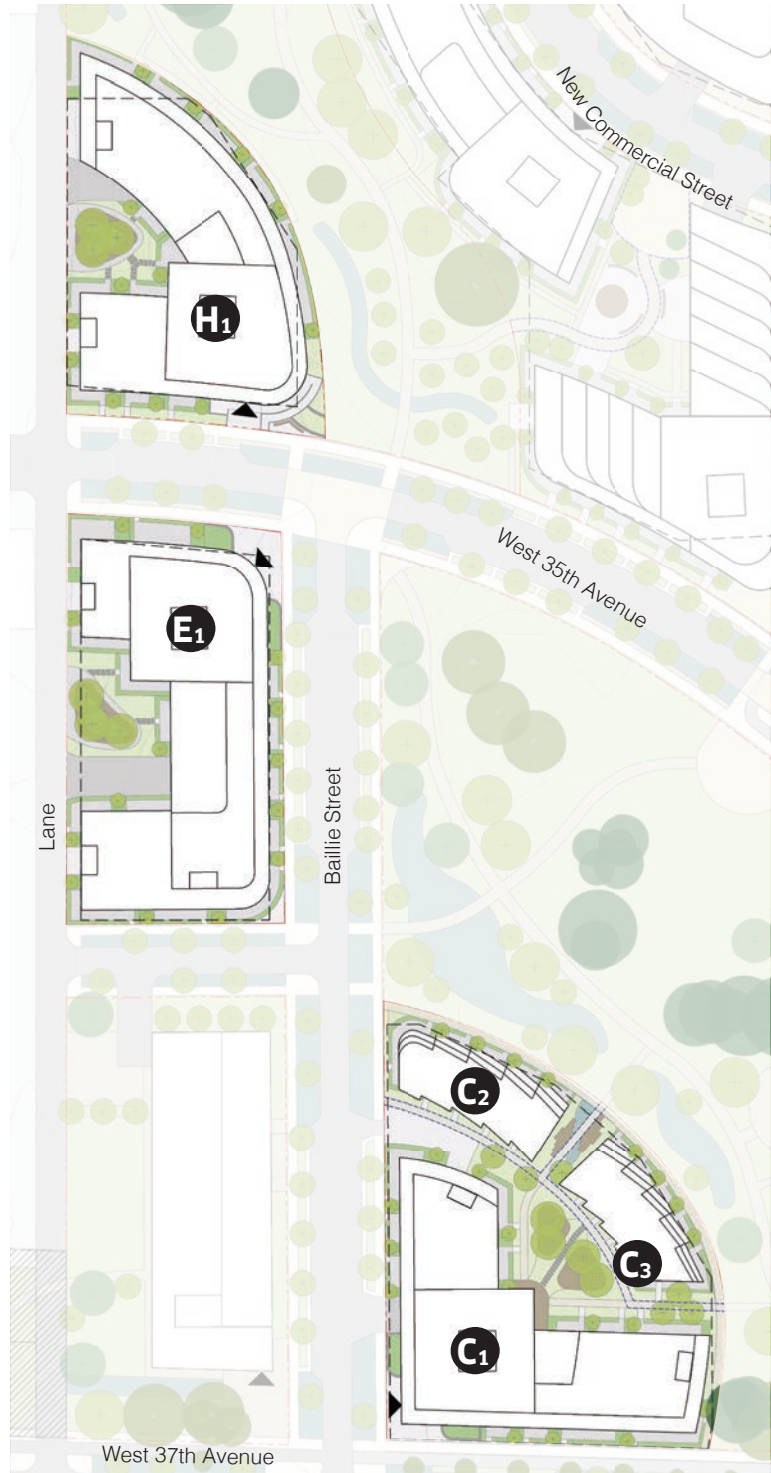 New Commercial Street
H1
West 35th Avenue
E1
Lane
Baillie Street
C2
C3
C1
West 37th Avenue